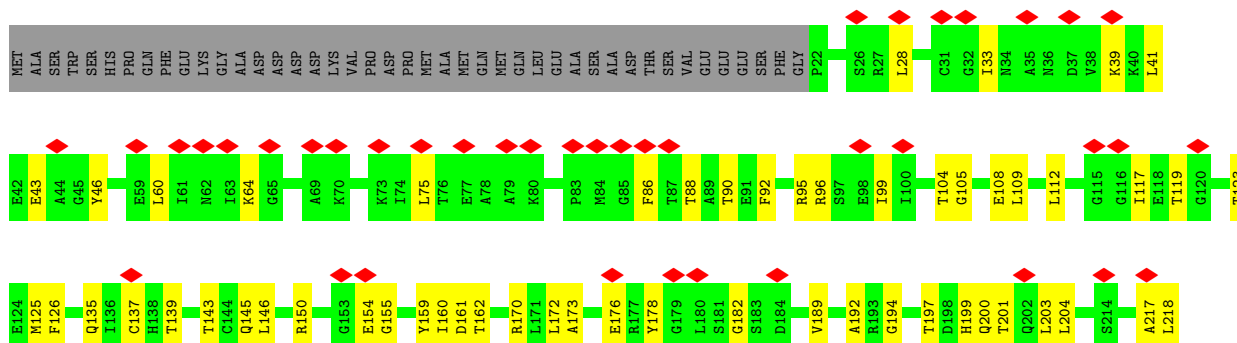 MET ALA SER TRP SER HIS PRO GLN PHE GLU LYS GLY ALA ASP ASP ASP ASP LYS VAL PRO ASP PRO MET ALA MET GLN MET GLN LEU GLU ALA SER ALA ASP THR SER VAL GLU GLU GLU SER PHE GLY P22 S26 R27 L28 C31 G32 I33 N34 A35 N36 D37 V38 K39 K40 L41
E42 E43 A44 G45 Y46 E59 L60 I61 N62 I63 K64 G65 A69 K70 K73 I74 L75 T76 E77 A78 A79 K80 P83 M84 G85 F86 T87 T88 A89 T90 E91 F92 R95 R96 S97 E98 I99 I100 T104 G105 E108 L109 L112 G115 G116 I117 E118 T119 G120
E124 M125 F126 Q135 I136 C137 H138 T139 T143 C144 Q145 L146 R150 G153 E154 G155 Y159 I160 D161 T162 R170 L171 L172 A173 E176 R177 Y178 G179 L180 S181 G182 S183 D184 V189 A192 R193 G194 T197 D198 H199 Q200 T201 Q202 L203 L204 S214 A217 L218